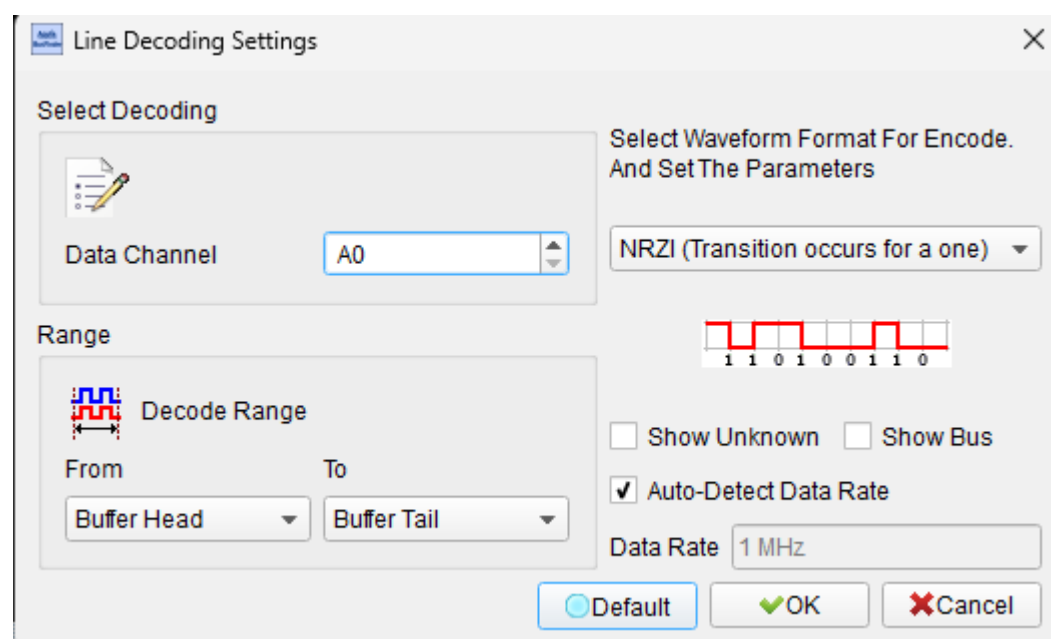 Line Decoding Settings
Select Decoding
Data Channel
A0
Range
Decode Range
From
To
Buffer Head
Buffer Tail
Select Waveform Format For Encode.
And Set The Parameters
NRZI (Transition occurs for a one)
1 1 0 1 0 0 1 1 0
Show Unknown
Show Bus
Auto-Detect Data Rate
Data Rate
1 MHz
Default
OK
Cancel